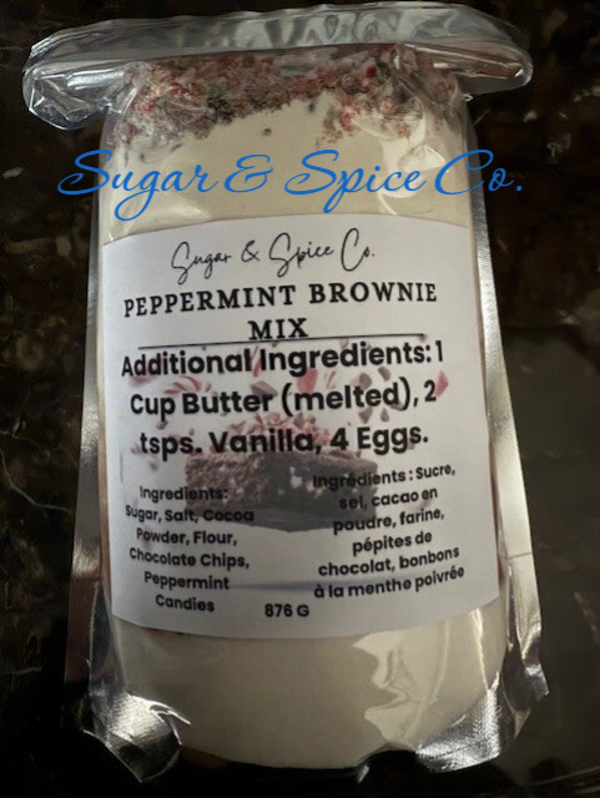 Sugar & Spice Co.
Sugar & Spice Co.
PEPPERMINT BROWNIE
MIX
Additional Ingredients: 1
Cup Butter (melted), 2
tsps. Vanilla, 4 Eggs.
Ingredients:
Sugar, Salt, Cocoa
Powder, Flour,
Chocolate Chips,
Peppermint
Candies
Ingrédients : Sucre,
sel, cacao en
poudre, farine,
pépites de
chocolat, bonbons
à la menthe poivrée
876 G